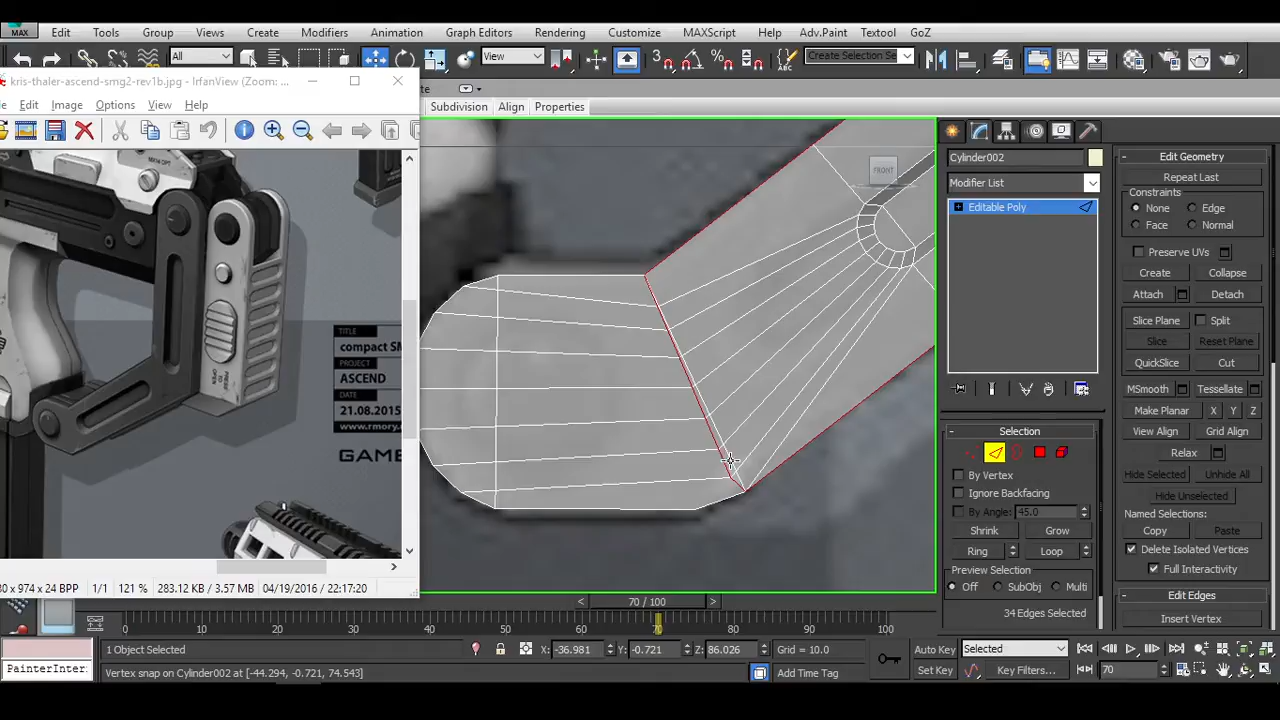 MAX Edit Tools Group Views Create Modifiers Animation Graph Editors Rendering Customize MAXScript Help Adv.Paint Textool GoZ
All View 3 % Create Selection Se
kris-thaler-ascend-smg2-rev1b.jpg - IrfanView (Zoom: ...
Edit Image Options View Help
Subdivision Align Properties
FRONT
TITLE
compact SM
PROJECT
ASCEND
DATE
21.08.2015
www.rmory.
GAME
PRESS TO OPEN
80 x 974 x 24 BPP 1/1 121 % 283.12 KB / 3.57 MB 04/19/2016 / 22:17:20
Cylinder002
Modifier List
Editable Poly
Selection
By Vertex
Ignore Backfacing
By Angle: 45.0
Shrink Grow
Ring Loop
Preview Selection
Off SubObj Multi
34 Edges Selected
Edit Geometry
Repeat Last
Constraints
None Edge
Face Normal
Preserve UVs
Create Collapse
Attach Detach
Slice Plane Split
Slice Reset Plane
QuickSlice Cut
MSmooth Tessellate
Make Planar X Y Z
View Align Grid Align
Relax
Hide Selected Unhide All
Hide Unselected
Named Selections:
Copy Paste
Delete Isolated Vertices
Full Interactivity
Edit Edges
Insert Vertex
< 70 / 100 >
0 10 20 30 40 50 60 70 80 90 100
1 Object Selected X: -36.981 Y: -0.721 Z: 86.026 Grid = 10.0 Auto Key Selected
PainterInter Vertex snap on Cylinder002 at [-44.294, -0.721, 74.543] Add Time Tag Set Key Key Filters... 70